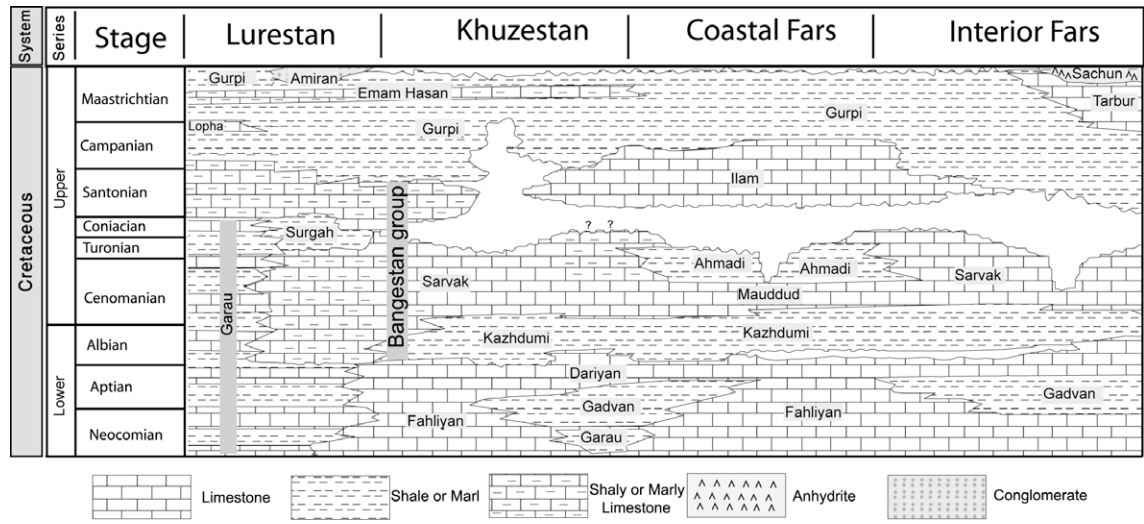 System
Series
Stage
Lurestan
Khuzestan
Coastal Fars
Interior Fars
Cretaceous
Upper
Lower
Maastrichtian
Campanian
Santonian
Coniacian
Turonian
Cenomanian
Albian
Aptian
Neocomian
Gurpi
Amiran
Sachun
Emam Hasan
Tarbur
Lopha
Gurpi
Gurpi
Ilam
Bangestan group
Surgah
? ?
Garau
Sarvak
Ahmadi
Ahmadi
Sarvak
Mauddud
Kazhdumi
Kazhdumi
Dariyan
Gadvan
Gadvan
Fahliyan
Fahliyan
Garau
Limestone
Shale or Marl
Shaly or Marly
Limestone
Anhydrite
Conglomerate